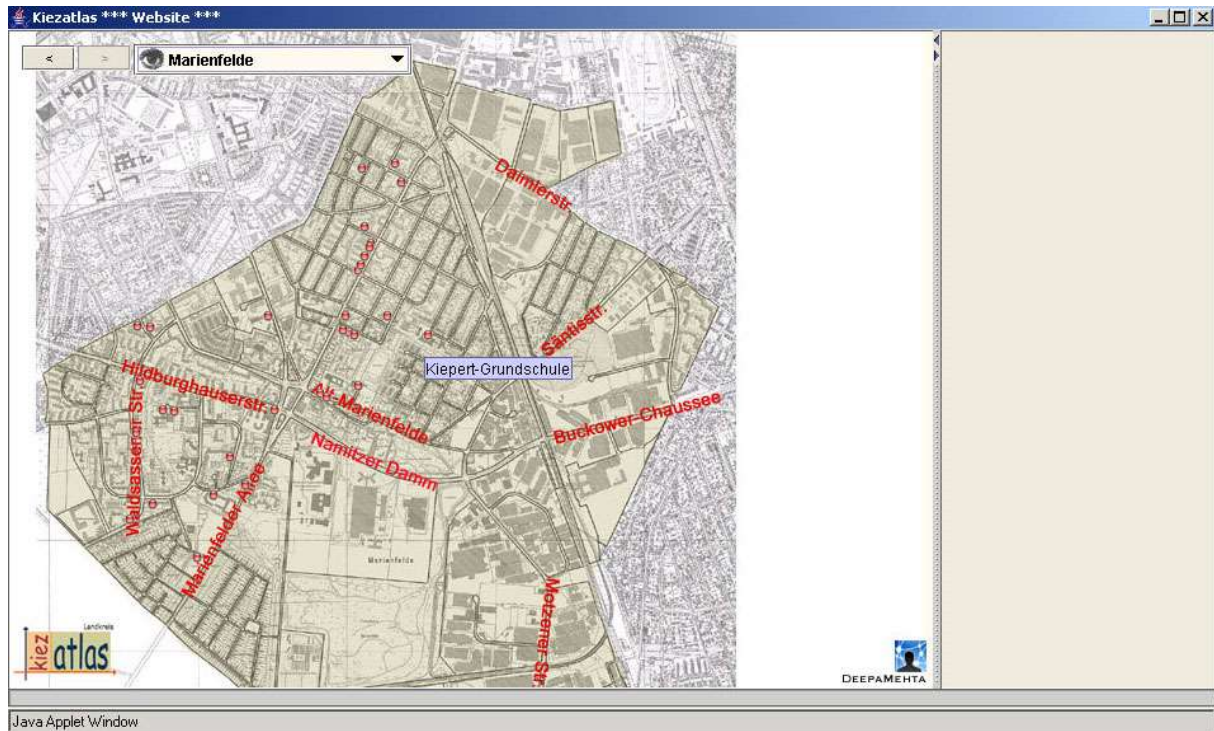 Kiezatlas *** Website ***
<
>
Marienfelde
Daimlerstr.
Säntisstr.
Kiepert-Grundschule
Hildburghauserstr.
Alt-Marienfelde
Buckower-Chaussee
Waldsassener Str.
Namitzer Damm
Marienfelder Allee
Marienfelde
Motzener-Str.
Landkreis
kiez
atlas
DEEPAMEHTA
Java Applet Window